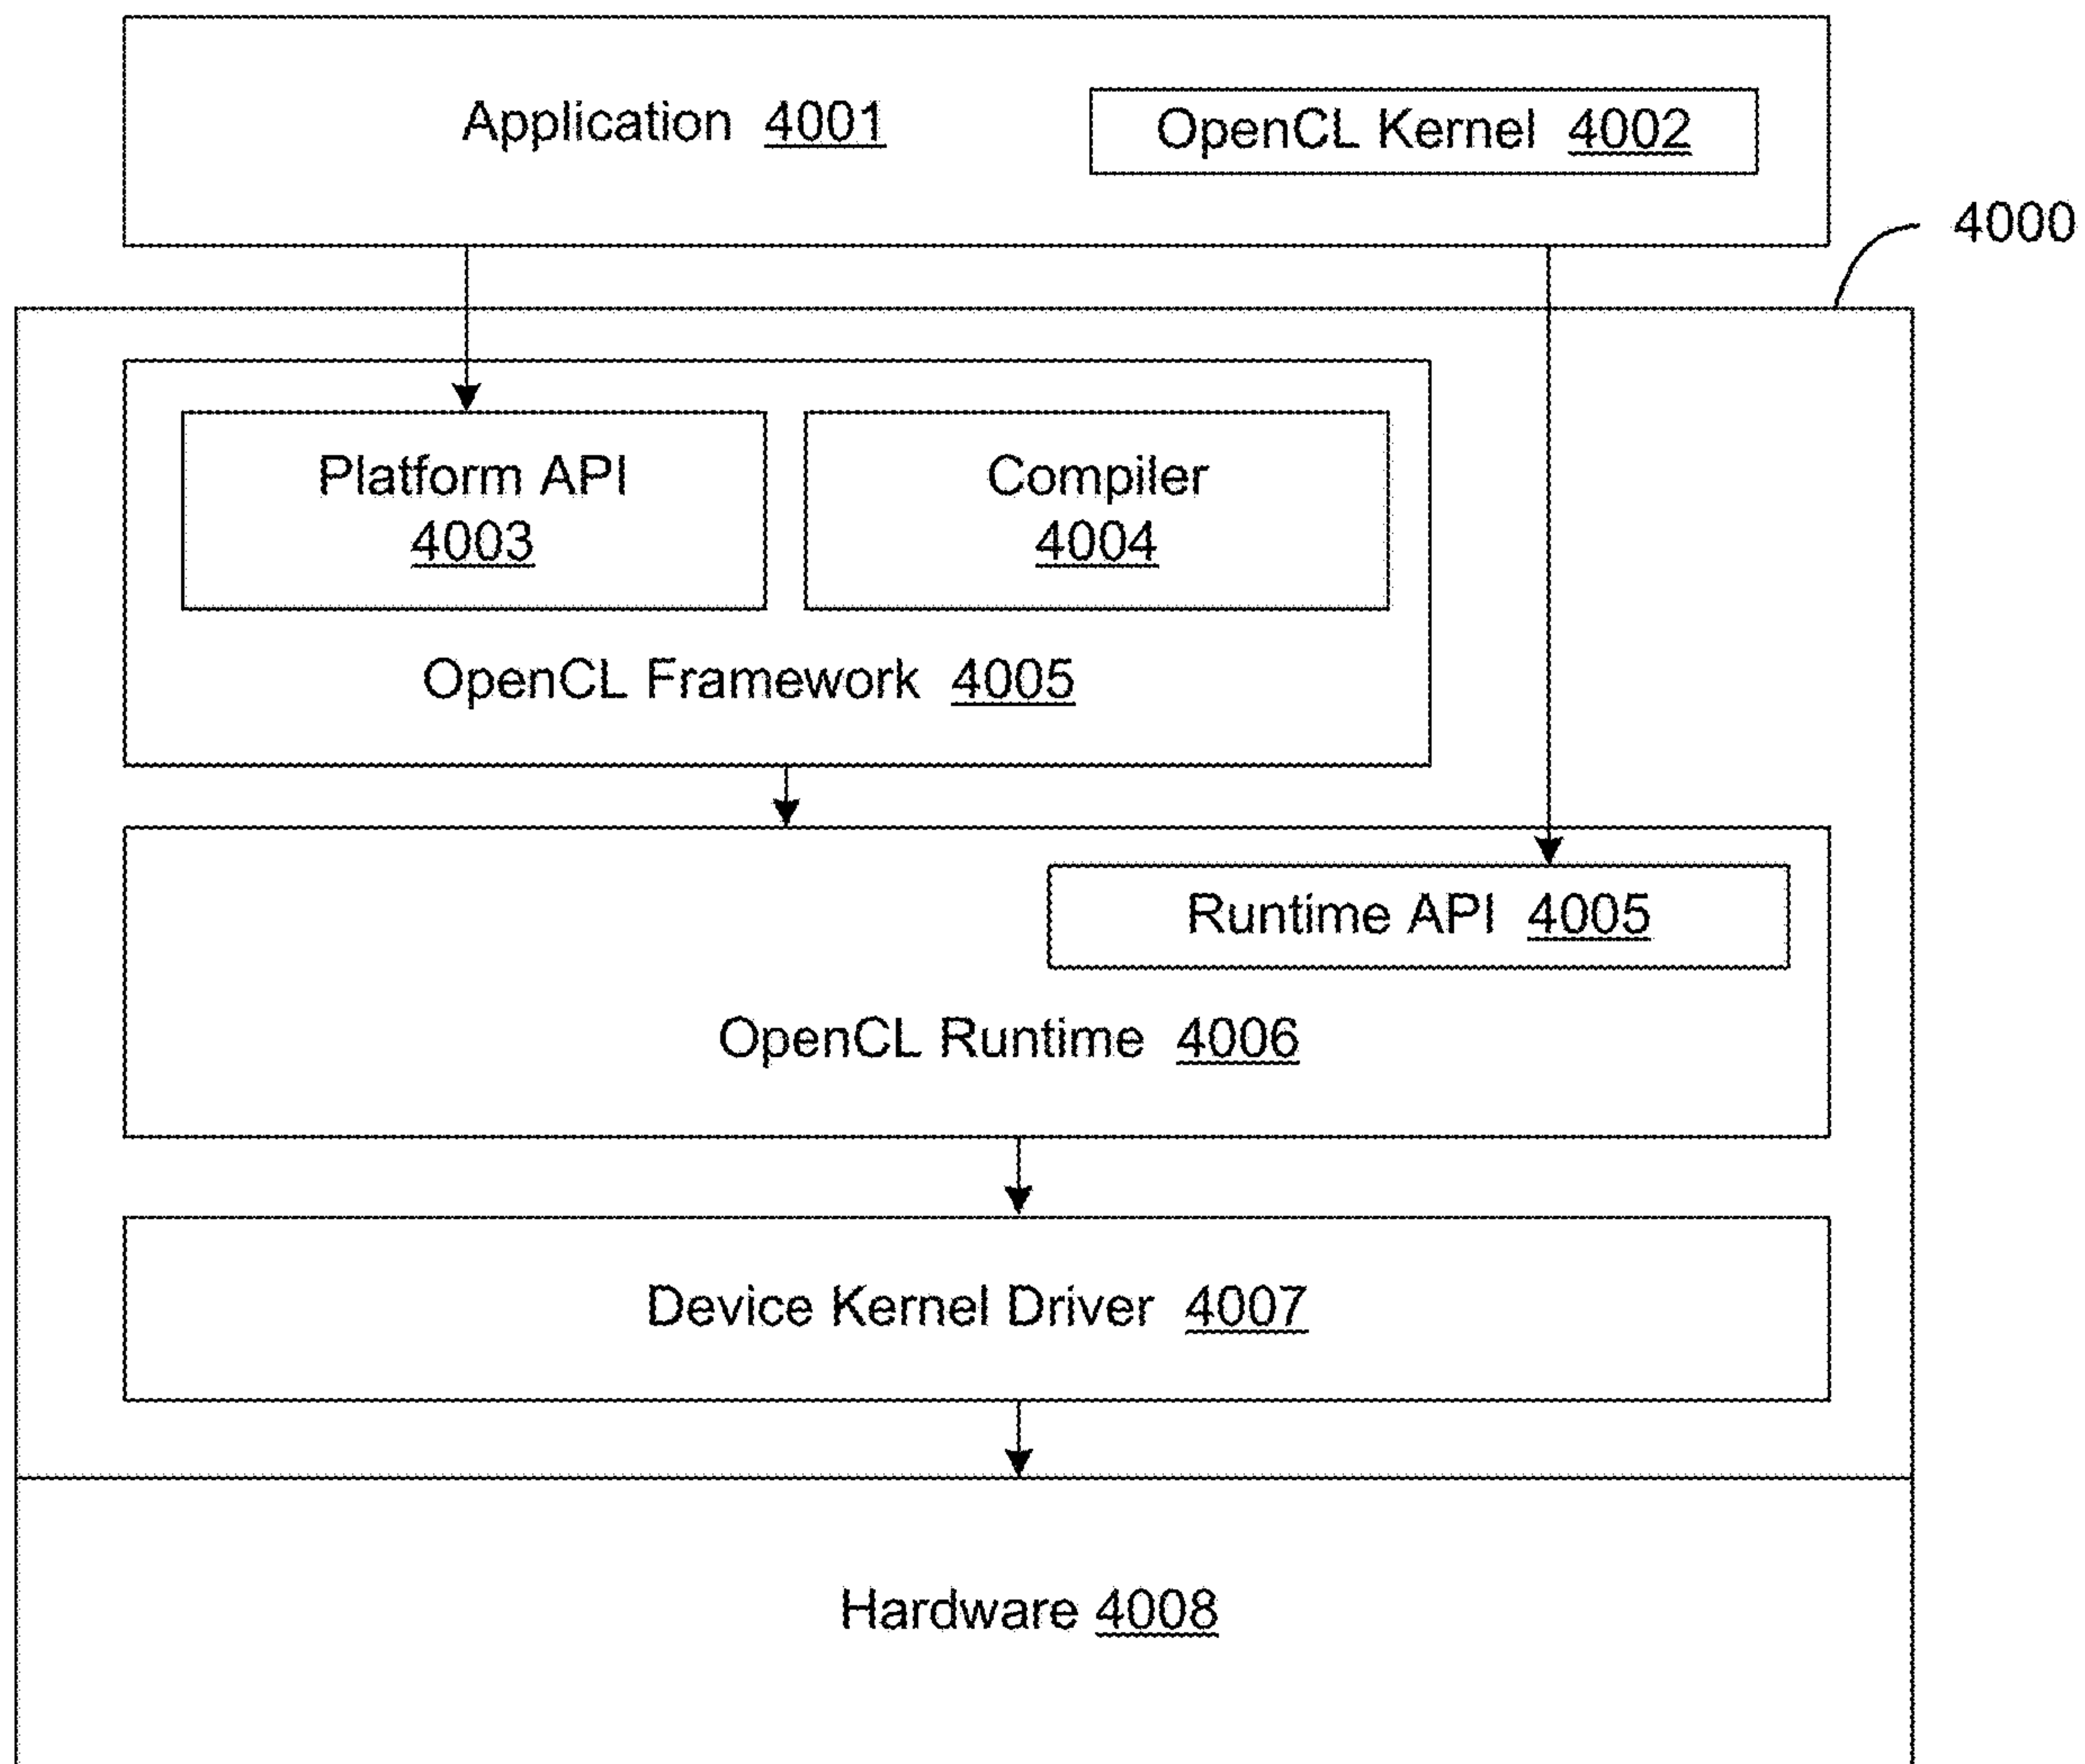 Application 4001
OpenCL Kernel 4002
4000
Platform API
4003
Compiler
4004
OpenCL Framework 4005
Runtime API 4005
OpenCL Runtime 4006
Device Kernel Driver 4007
Hardware 4008